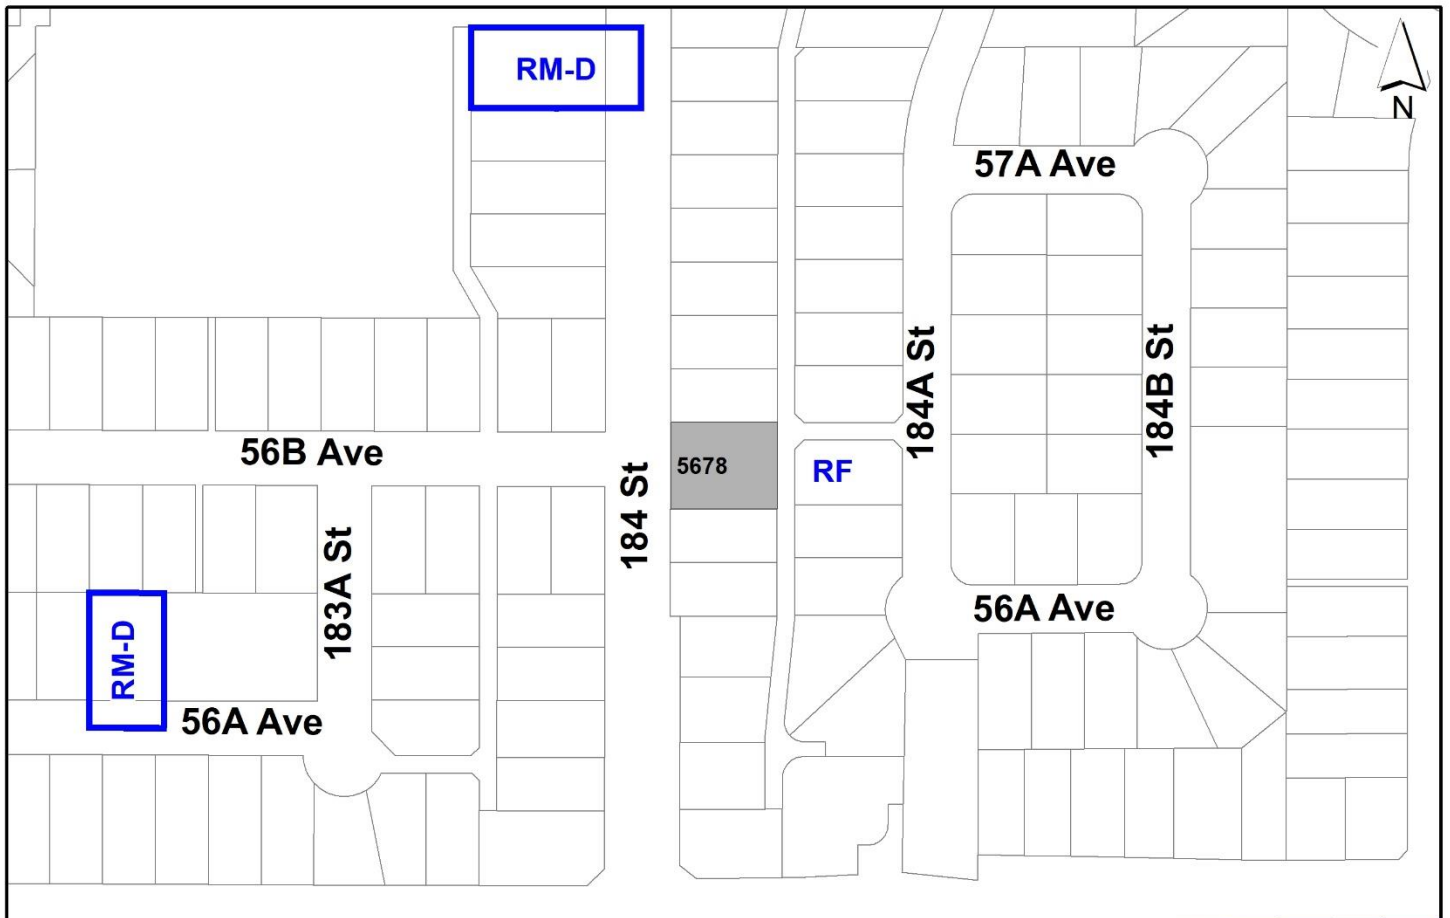 RM-D
N
57A Ave
184A St
184B St
56B Ave
5678
RF
184 St
183A St
56A Ave
RM-D
56A Ave